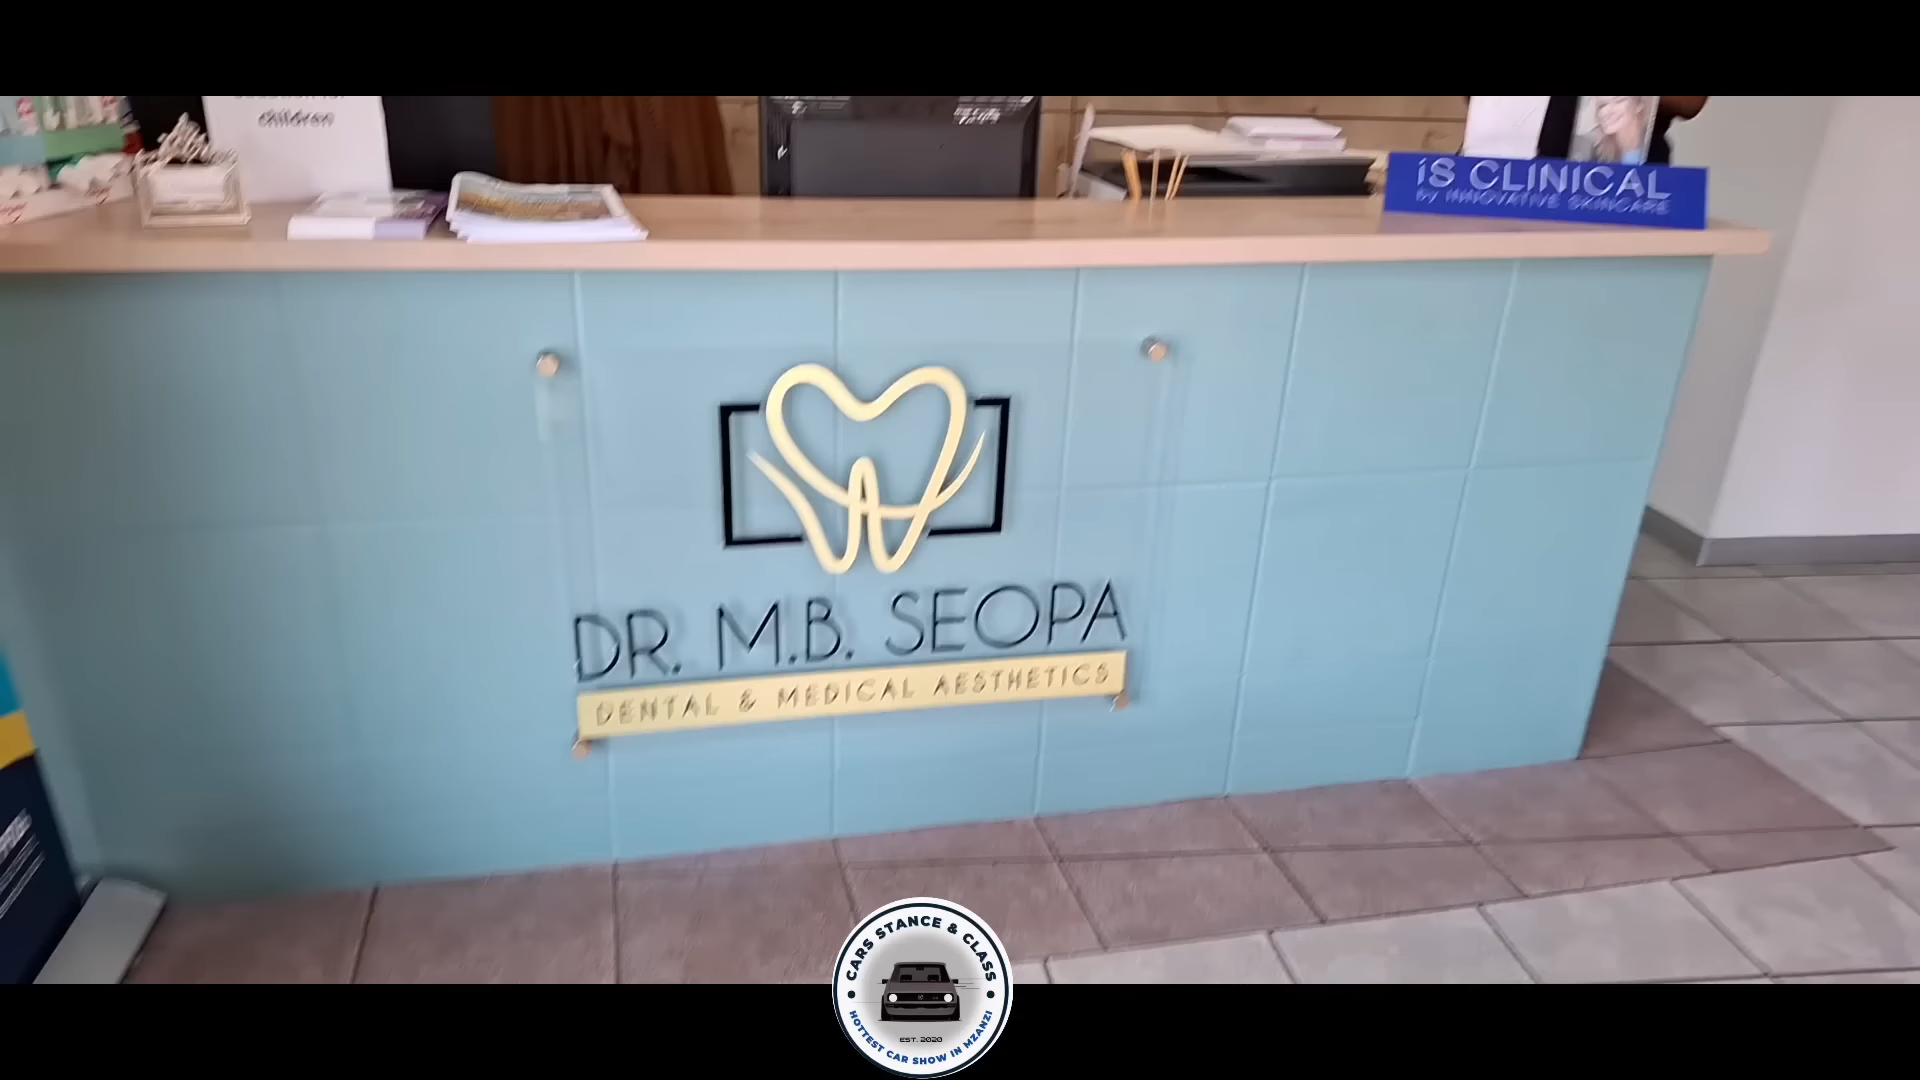 children
iS CLINICAL
by INNOVATIVE SKINCARE
DR. M.B. SEOPA
DENTAL & MEDICAL AESTHETICS
CARS STANCE & CLASS
EST. 2020
HOTTEST CAR SHOW IN MZANZI